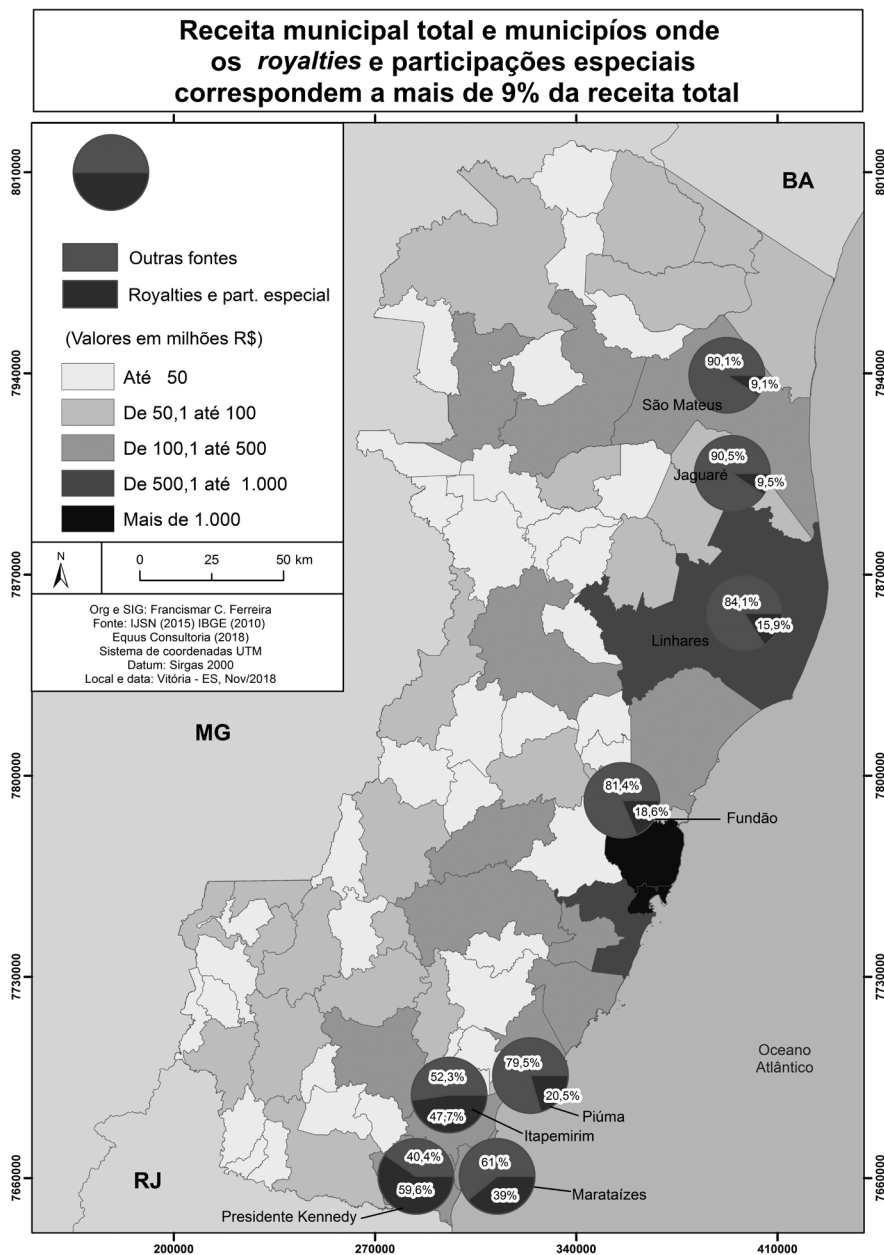 Receita municipal total e municipíos onde
os royalties e participações especiais
correspondem a mais de 9% da receita total
200000
270000
340000
410000
8010000
7940000
7870000
7800000
7730000
7660000
8010000
7940000
7870000
7800000
7730000
7660000
Outras fontes
Royalties e part. especial
(Valores em milhões R$)
Até 50
De 50,1 até 100
De 100,1 até 500
De 500,1 até 1.000
Mais de 1.000
N
0 25 50 km
Org e SIG: Francismar C. Ferreira
Fonte: IJSN (2015) IBGE (2010)
Equus Consultoria (2018)
Sistema de coordenadas UTM
Datum: Sirgas 2000
Local e data: Vitória - ES, Nov/2018
BA
90,1%
9,1%
São Mateus
90,5%
Jaguaré
9,5%
84,1%
15,9%
Linhares
MG
81,4%
18,6%
Fundão
Oceano
Atlântico
79,5%
20,5%
Piúma
52,3%
47,7%
Itapemirim
40,4%
59,6%
Presidente Kennedy
61,%
39%
Marataízes
RJ